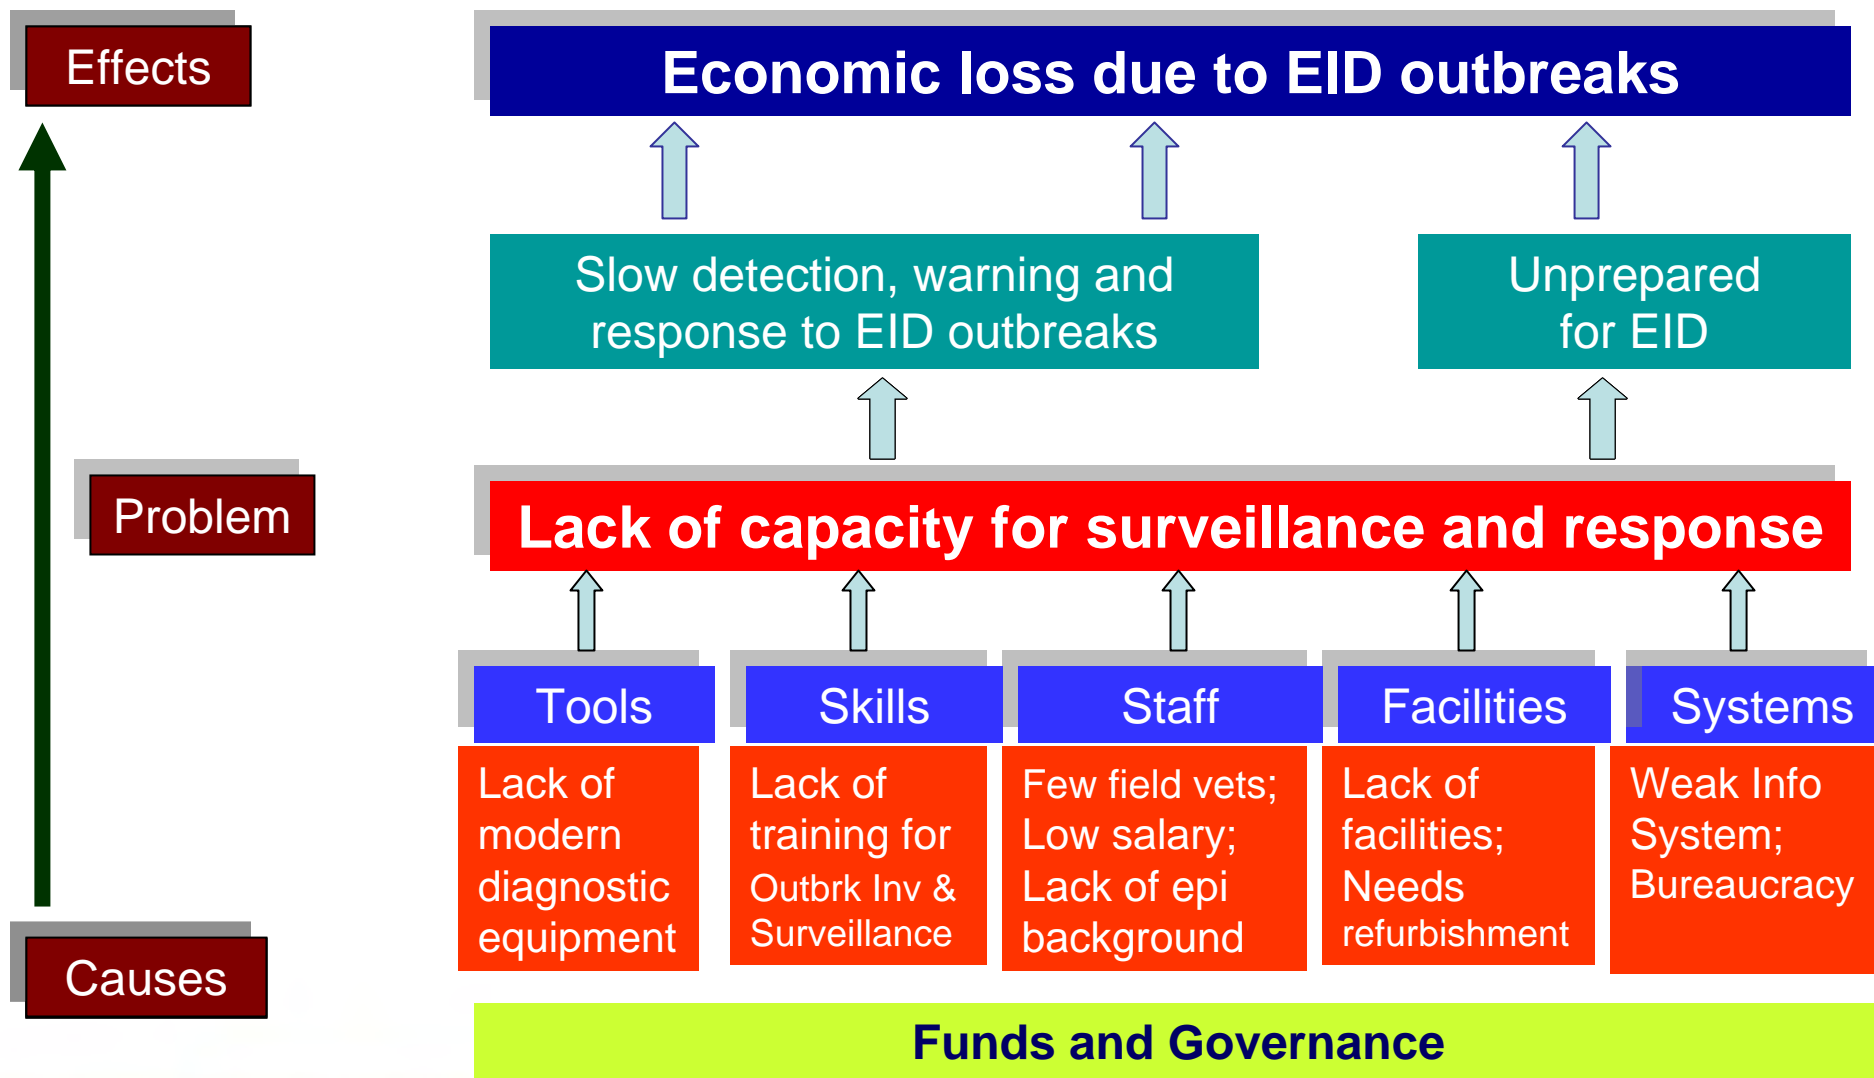 Effects
Economic loss due to EID outbreaks
Slow detection, warning and
response to EID outbreaks
Unprepared
for EID
Problem
Lack of capacity for surveillance and response
Tools
Skills
Staff
Facilities
Systems
Lack of
modern
diagnostic
equipment
Lack of
training for
Outbrk Inv &
Surveillance
Few field vets;
Low salary;
Lack of epi
background
Lack of
facilities;
Needs
refurbishment
Weak Info
System;
Bureaucracy
Causes
Funds and Governance